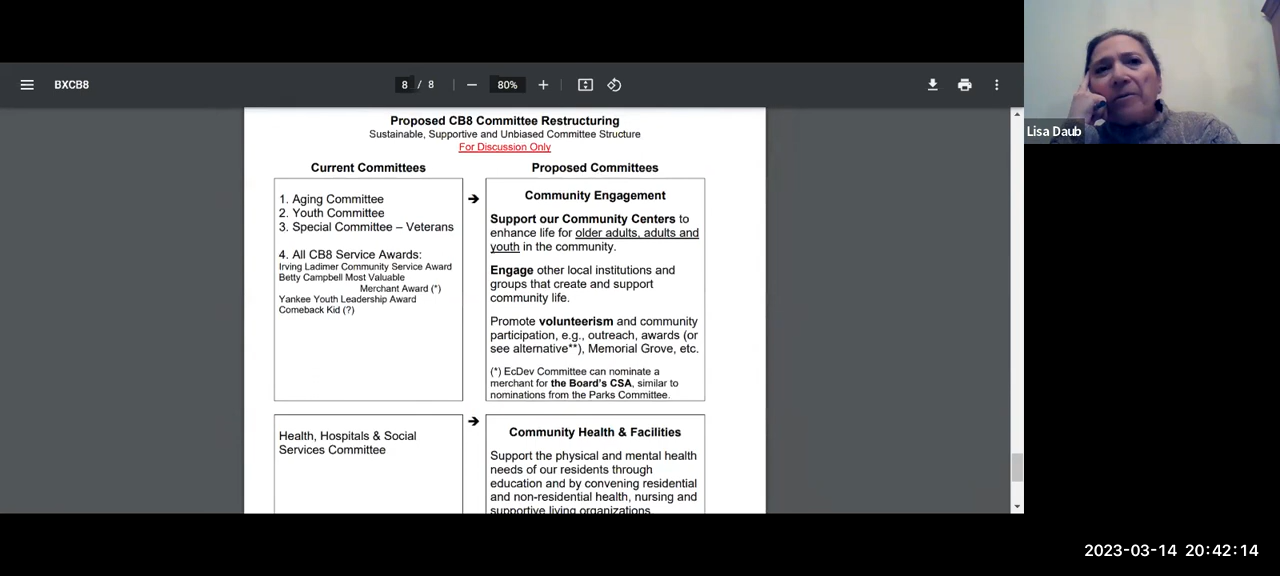 BXCB8
8 / 8
80%
Lisa Daub
Proposed CB8 Committee Restructuring
Sustainable, Supportive and Unbiased Committee Structure
For Discussion Only
Current Committees
Proposed Committees
1. Aging Committee
2. Youth Committee
3. Special Committee – Veterans
4. All CB8 Service Awards:
Irving Ladimer Community Service Award
Betty Campbell Most Valuable
Merchant Award (*)
Yankee Youth Leadership Award
Comeback Kid (?)
Community Engagement
Support our Community Centers to
enhance life for older adults, adults and
youth in the community.
Engage other local institutions and
groups that create and support
community life.
Promote volunteerism and community
participation, e.g., outreach, awards (or
see alternative**), Memorial Grove, etc.
(*) EcDev Committee can nominate a
merchant for the Board's CSA, similar to
nominations from the Parks Committee.
Health, Hospitals & Social
Services Committee
Community Health & Facilities
Support the physical and mental health
needs of our residents through
education and by convening residential
and non-residential health, nursing and
supportive living organizations.
2023-03-14 20:42:14